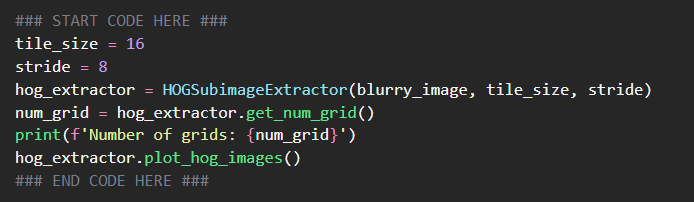 ### START CODE HERE ###
tile_size = 16
stride = 8
hog_extractor = HOGSubimageExtractor(blurry_image, tile_size, stride)
num_grid = hog_extractor.get_num_grid()
print(f'Number of grids: {num_grid}')
hog_extractor.plot_hog_images()
### END CODE HERE ###